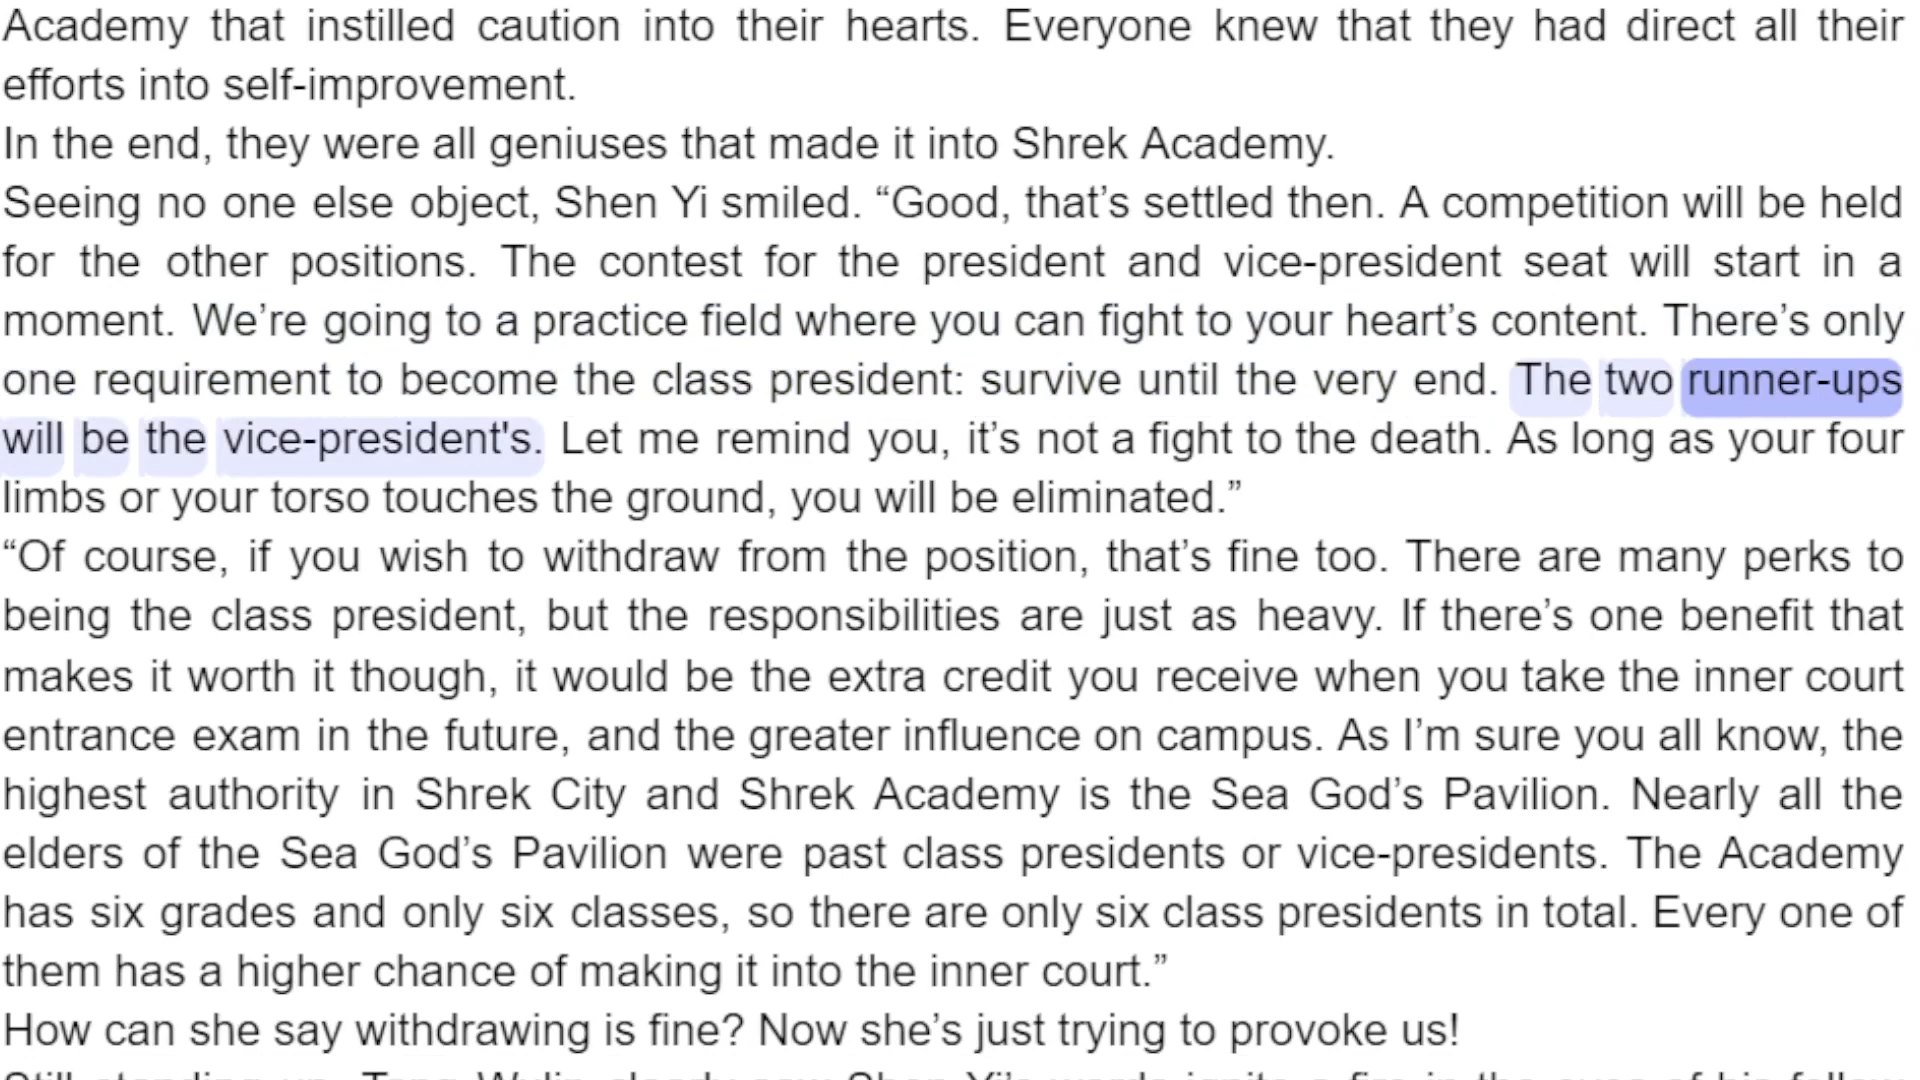 Academy that instilled caution into their hearts. Everyone knew that they had direct all their
efforts into self-improvement.
In the end, they were all geniuses that made it into Shrek Academy.
Seeing no one else object, Shen Yi smiled. “Good, that’s settled then. A competition will be held
for the other positions. The contest for the president and vice-president seat will start in a
moment. We’re going to a practice field where you can fight to your heart’s content. There’s only
one requirement to become the class president: survive until the very end. The two runner-ups
will be the vice-president's. Let me remind you, it’s not a fight to the death. As long as your four
limbs or your torso touches the ground, you will be eliminated.”
“Of course, if you wish to withdraw from the position, that’s fine too. There are many perks to
being the class president, but the responsibilities are just as heavy. If there’s one benefit that
makes it worth it though, it would be the extra credit you receive when you take the inner court
entrance exam in the future, and the greater influence on campus. As I’m sure you all know, the
highest authority in Shrek City and Shrek Academy is the Sea God’s Pavilion. Nearly all the
elders of the Sea God’s Pavilion were past class presidents or vice-presidents. The Academy
has six grades and only six classes, so there are only six class presidents in total. Every one of
them has a higher chance of making it into the inner court.”
How can she say withdrawing is fine? Now she’s just trying to provoke us!